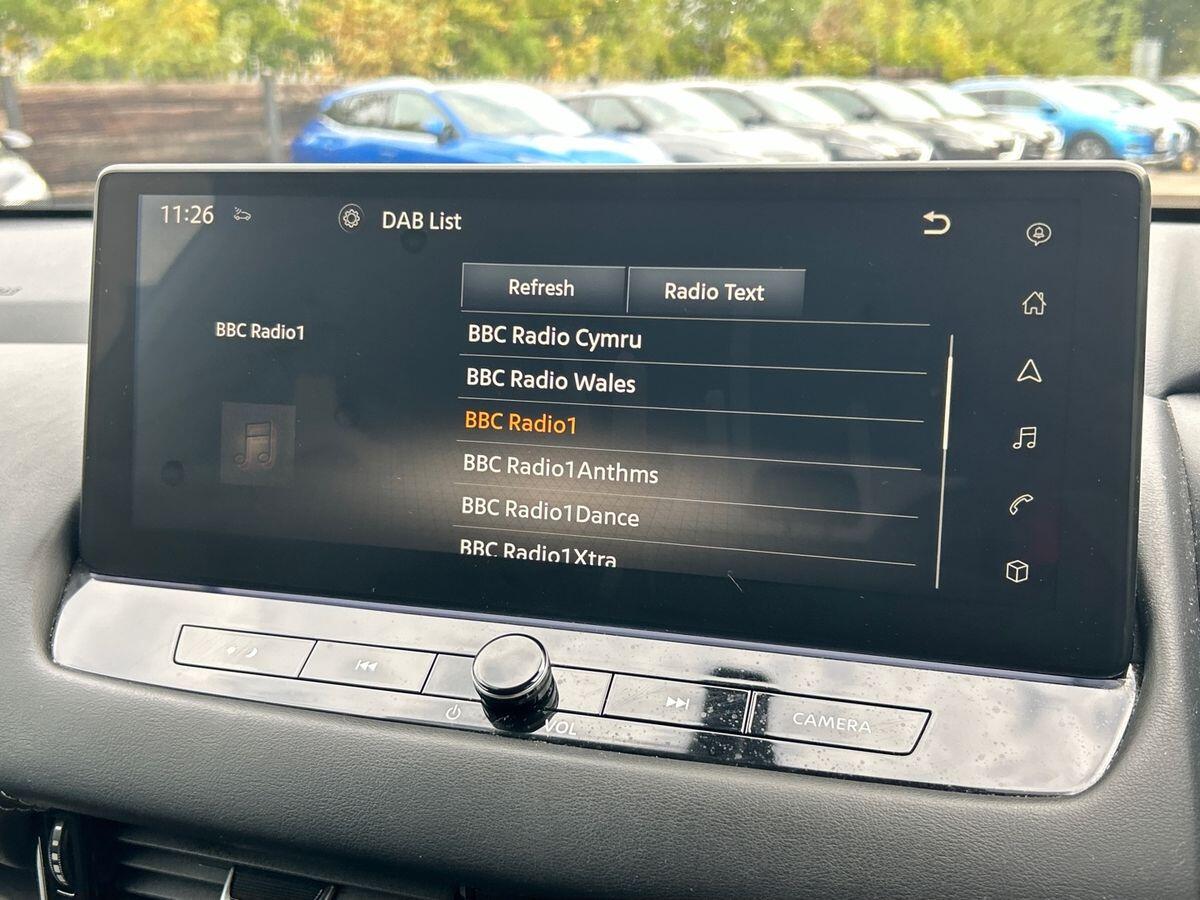 11:26
DAB List
Refresh
Radio Text
BBC Radio1
BBC Radio Cymru
BBC Radio Wales
BBC Radio1
BBC Radio1Anthms
BBC Radio1Dance
BBC Radio1Xtra
VOL
CAMERA